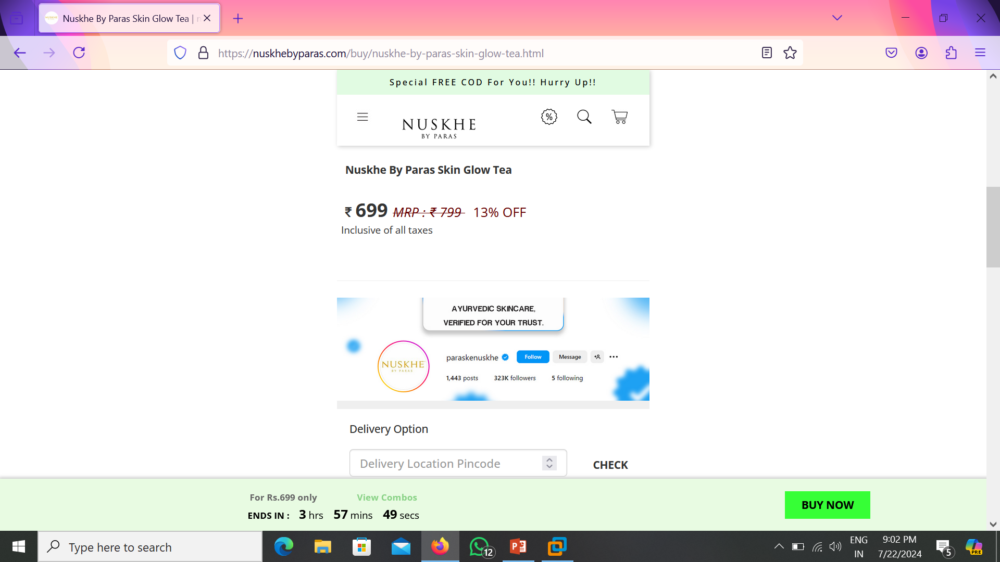 Nuskhe By Paras Skin Glow Tea |
https://nuskhebyparas.com/buy/nuskhe-by-paras-skin-glow-tea.html
Special FREE COD For You!! Hurry Up!!
NUSKHE
BY PARAS
%
Nuskhe By Paras Skin Glow Tea
₹ 699 MRP : ₹ 799 13% OFF
Inclusive of all taxes
AYURVEDIC SKINCARE,
VERIFIED FOR YOUR TRUST.
NUSKHE
BY PARAS
paraskenuskhe Follow Message
1,443 posts 323K followers 5 following
Delivery Option
Delivery Location Pincode CHECK
For Rs.699 only View Combos
ENDS IN : 3 hrs 57 mins 49 secs
BUY NOW
Type here to search
12
ENG
IN
9:02 PM
7/22/2024
5
PRE